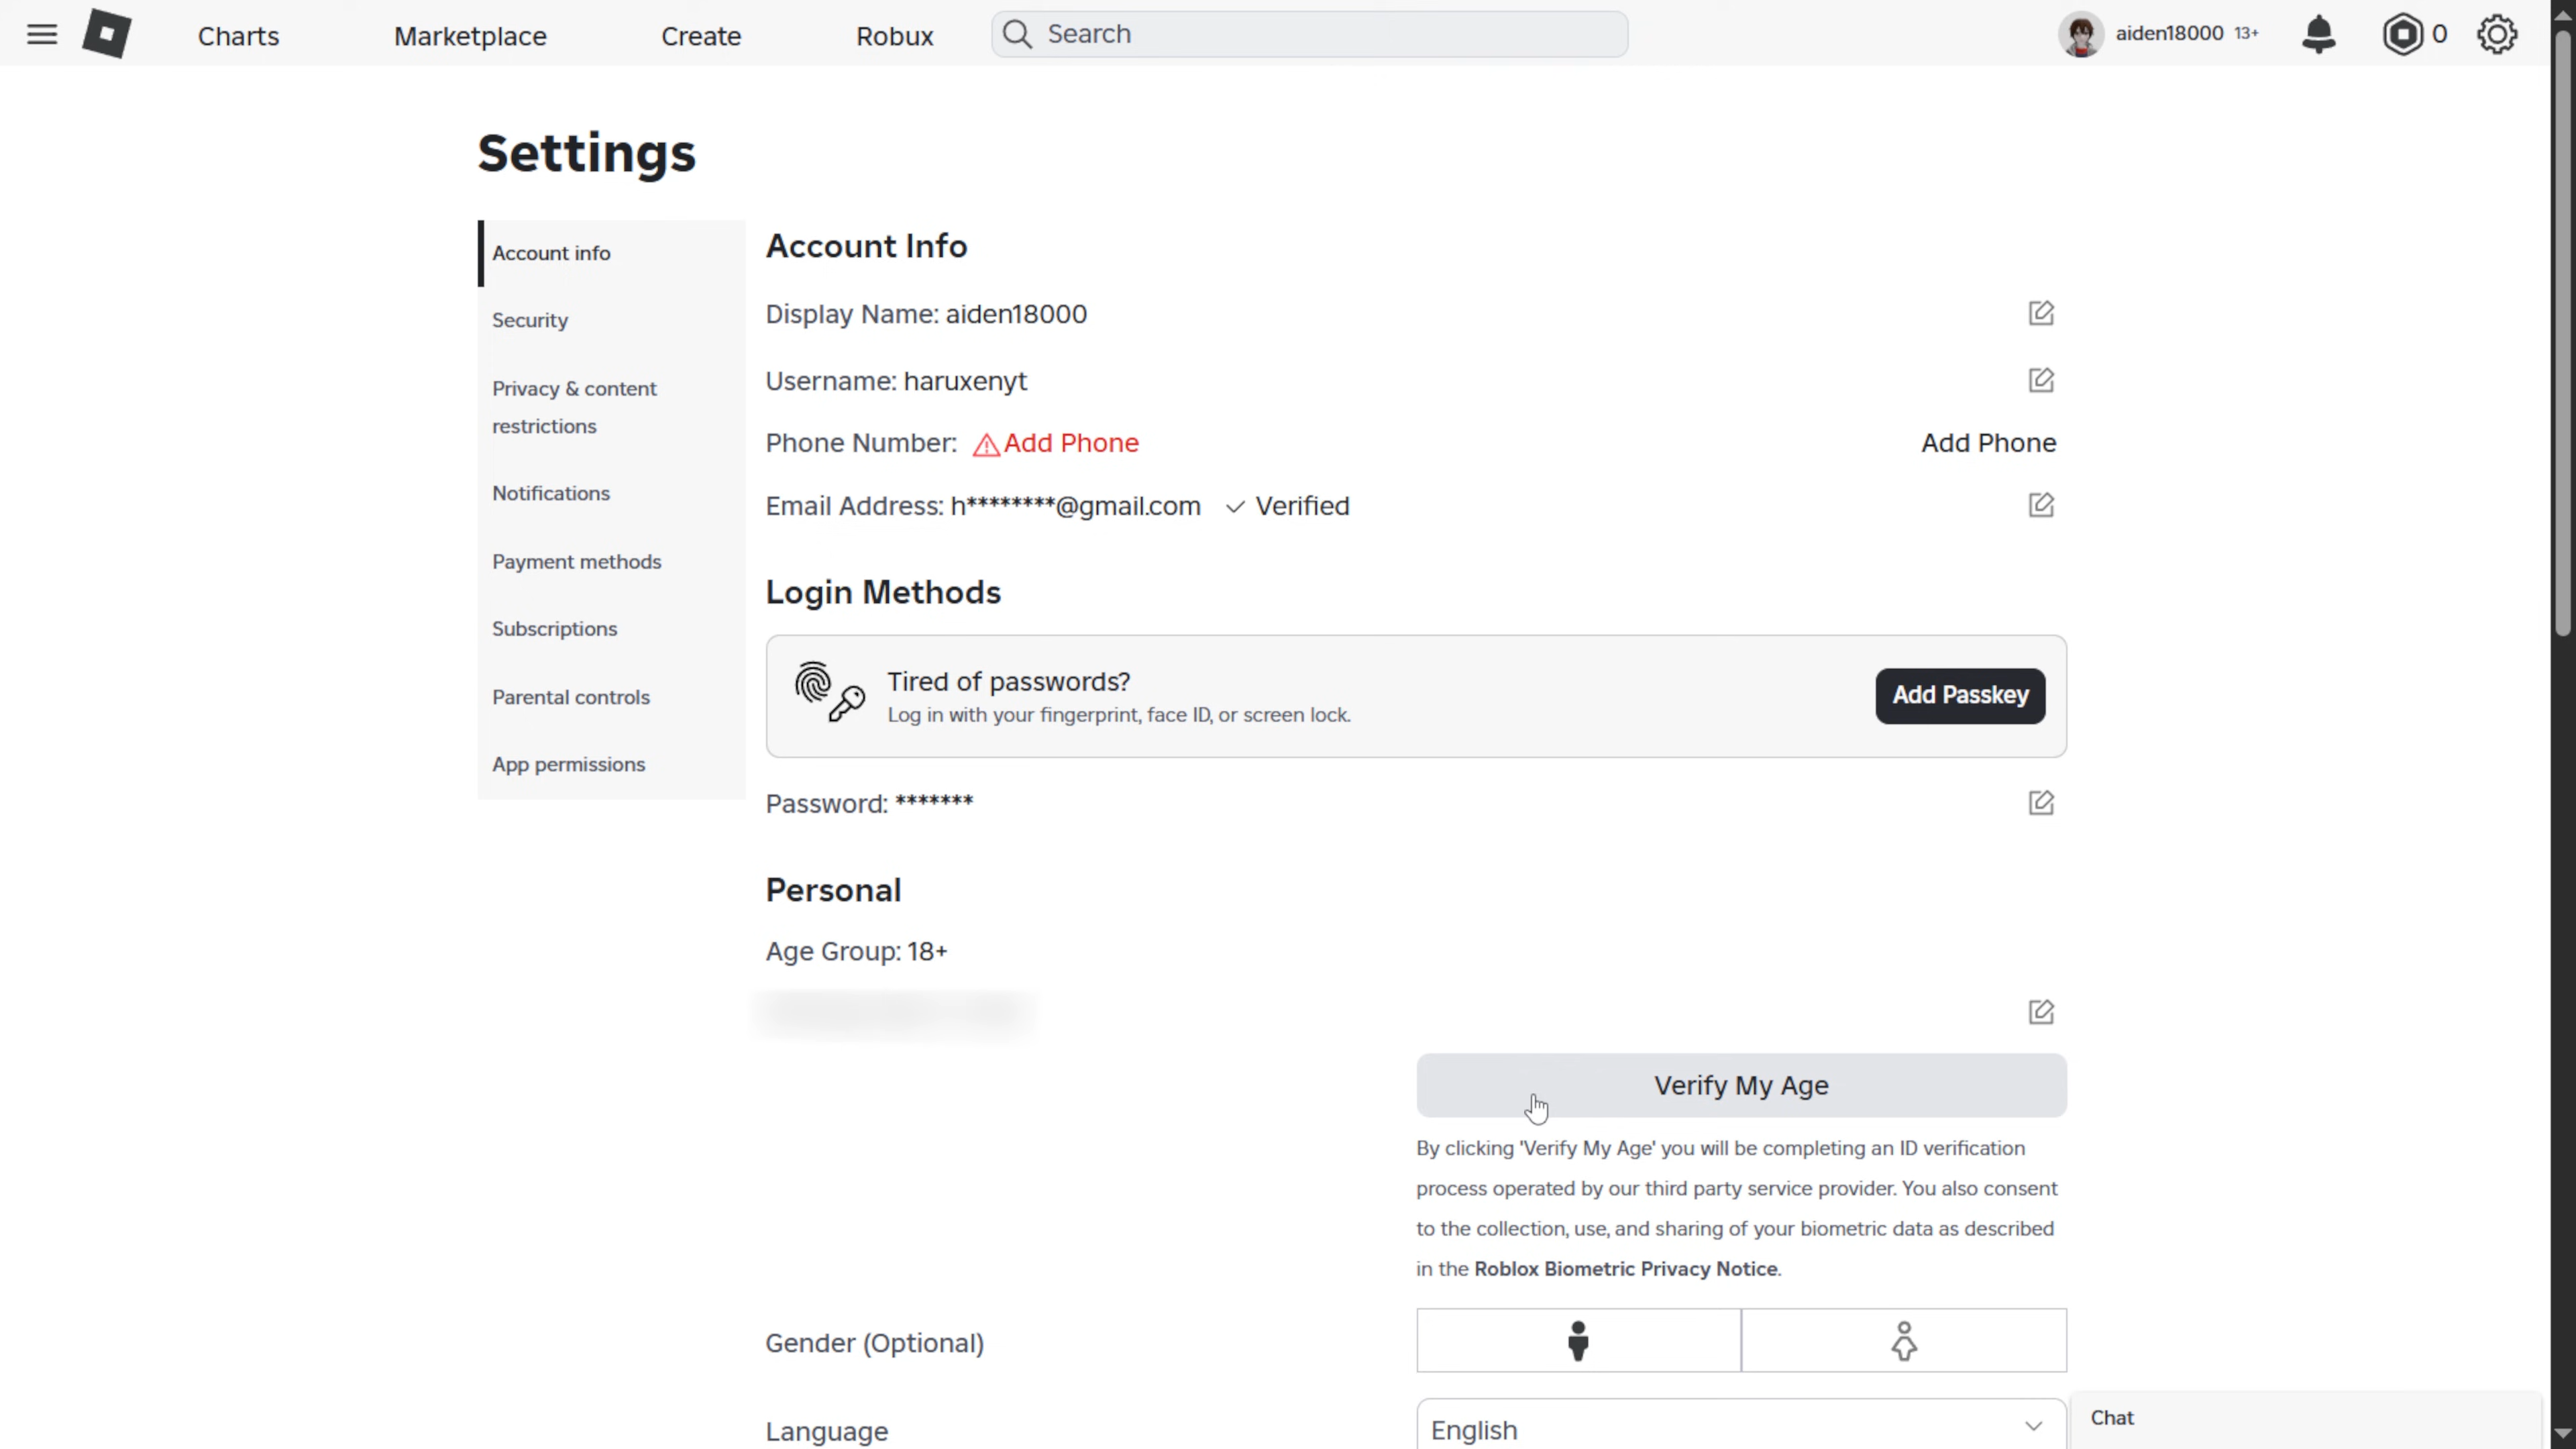 Charts
Marketplace
Create
Robux
Search
aiden18000 13+
0
Settings
Account info
Security
Privacy & content
restrictions
Notifications
Payment methods
Subscriptions
Parental controls
App permissions
Account Info
Display Name: aiden18000
Username: haruxenyt
Phone Number: Add Phone
Add Phone
Email Address: h********@gmail.com Verified
Login Methods
Tired of passwords?
Log in with your fingerprint, face ID, or screen lock.
Add Passkey
Password: *******
Personal
Age Group: 18+
Verify My Age
By clicking 'Verify My Age' you will be completing an ID verification
process operated by our third party service provider. You also consent
to the collection, use, and sharing of your biometric data as described
in the Roblox Biometric Privacy Notice.
Gender (Optional)
Language
English
Chat